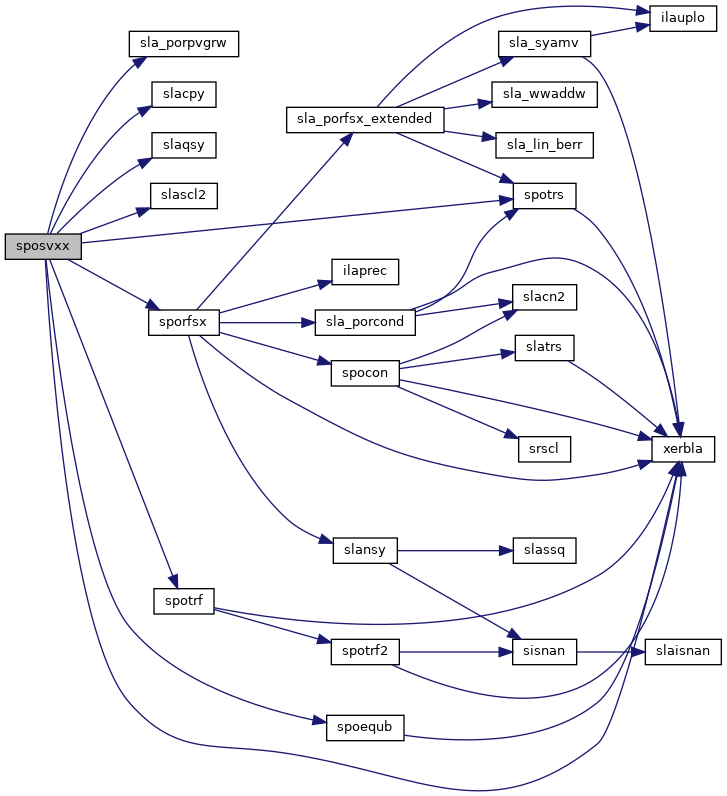 ilauplo
sla_porpvgrw
sla_syamv
slacpy
sla_wwaddw
sla_porfsx_extended
slaqsy
sla_lin_berr
slascl2
spotrs
sposvxx
ilaprec
slacn2
sporfsx
sla_porcond
slatrs
spocon
srscl
xerbla
slansy
slassq
spotrf
spotrf2
sisnan
slaisnan
spoequb